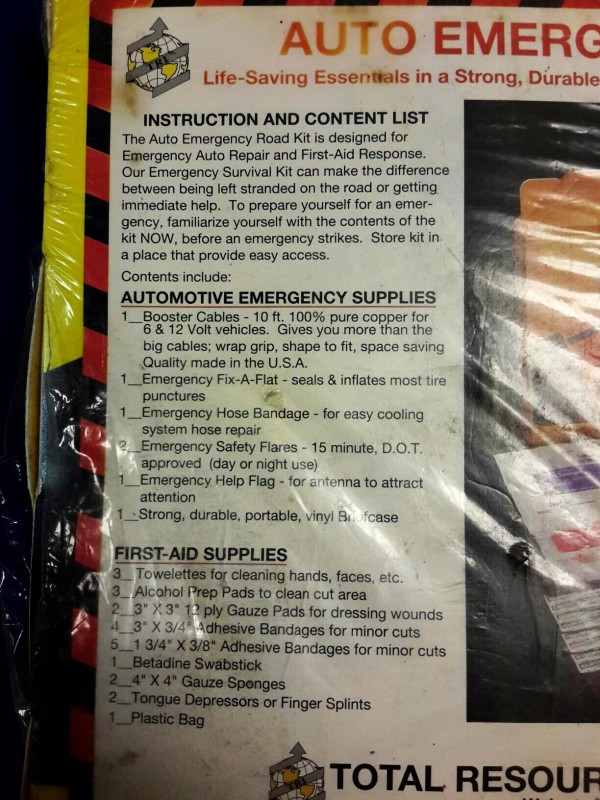 TRI
AUTO EMERG
Life-Saving Essentials in a Strong, Durable
INSTRUCTION AND CONTENT LIST
The Auto Emergency Road Kit is designed for
Emergency Auto Repair and First-Aid Response.
Our Emergency Survival Kit can make the difference
between being left stranded on the road or getting
immediate help. To prepare yourself for an emer-
gency, familiarize yourself with the contents of the
kit NOW, before an emergency strikes. Store kit in
a place that provide easy access.
Contents include:
AUTOMOTIVE EMERGENCY SUPPLIES
1__Booster Cables - 10 ft. 100% pure copper for
6 & 12 Volt vehicles. Gives you more than the
big cables; wrap grip, shape to fit, space saving
Quality made in the U.S.A.
1__Emergency Fix-A-Flat - seals & inflates most tire
punctures
1__Emergency Hose Bandage - for easy cooling
system hose repair
2__Emergency Safety Flares - 15 minute, D.O.T.
approved (day or night use)
1__Emergency Help Flag - for antenna to attract
attention
1__Strong, durable, portable, vinyl Briefcase
FIRST-AID SUPPLIES
3__Towelettes for cleaning hands, faces, etc.
3__Alcohol Prep Pads to clean cut area
2__3" X 3" 12 ply Gauze Pads for dressing wounds
4__3" X 3/4" Adhesive Bandages for minor cuts
5__1 3/4" X 3/8" Adhesive Bandages for minor cuts
1__Betadine Swabstick
2__4" X 4" Gauze Sponges
2__Tongue Depressors or Finger Splints
1__Plastic Bag
TRI
TOTAL RESOUR